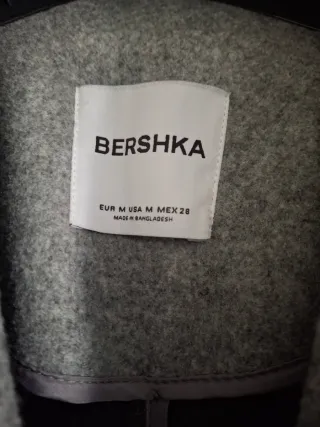 BERSHKA
EUR M USA M MEX 28
MADE IN BANGLADESH